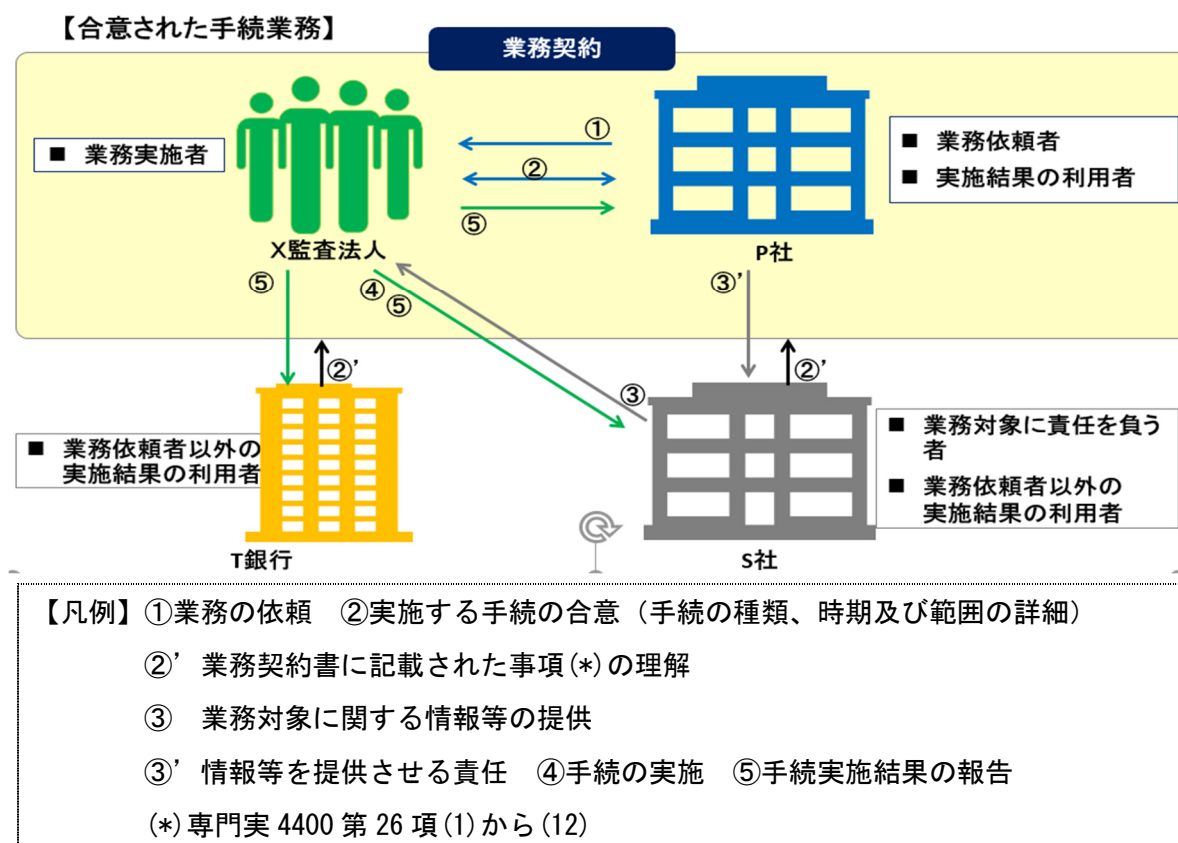 【合意された手続業務】
業務契約
■ 業務実施者
①
②
⑤
■ 業務依頼者
■ 実施結果の利用者
X監査法人
P社
⑤
④
⑤
③’
②’
③
②’
■ 業務依頼者以外の
実施結果の利用者
■ 業務対象に責任を負う
者
■ 業務依頼者以外の
実施結果の利用者
T銀行
S社
【凡例】①業務の依頼 ②実施する手続の合意（手続の種類、時期及び範囲の詳細）
②’ 業務契約書に記載された事項(*)の理解
③ 業務対象に関する情報等の提供
③’ 情報等を提供させる責任 ④手続の実施 ⑤手続実施結果の報告
(*)専門実 4400 第 26 項(1)から(12)